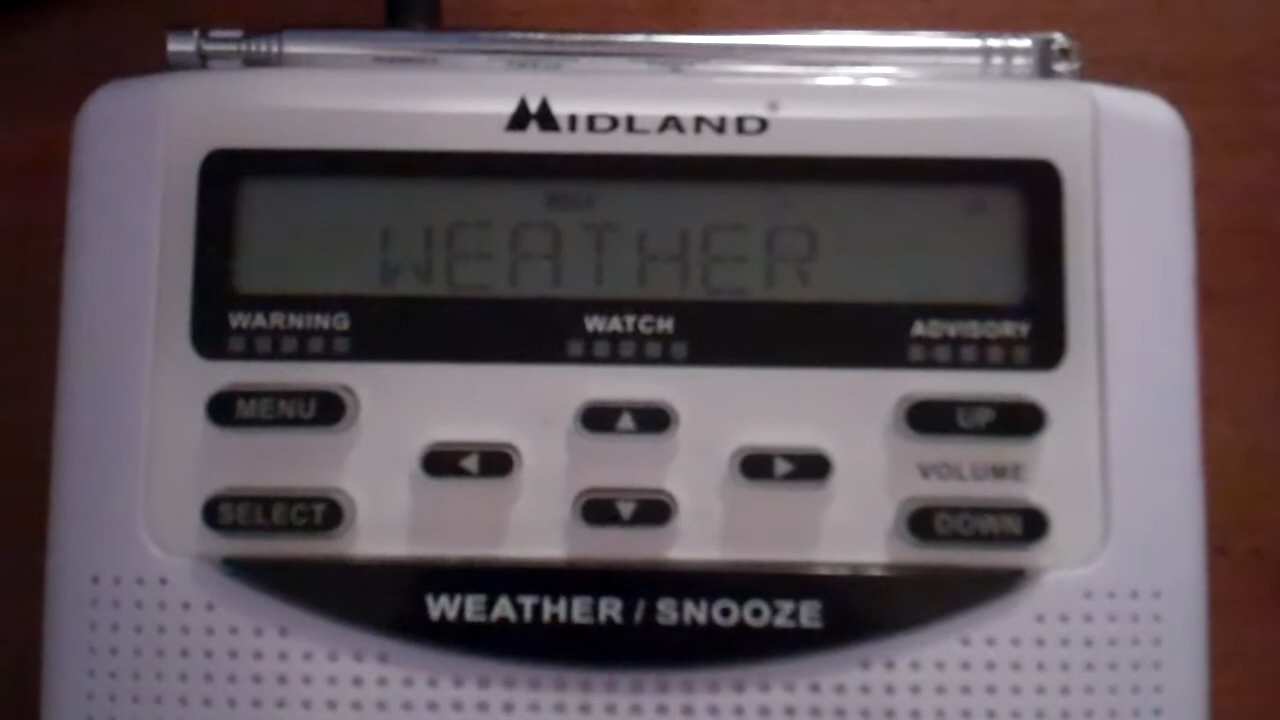 MIDLAND
WEATHER
WARNING WATCH ADVISORY
MENU UP
VOLUME
SELECT DOWN
WEATHER / SNOOZE